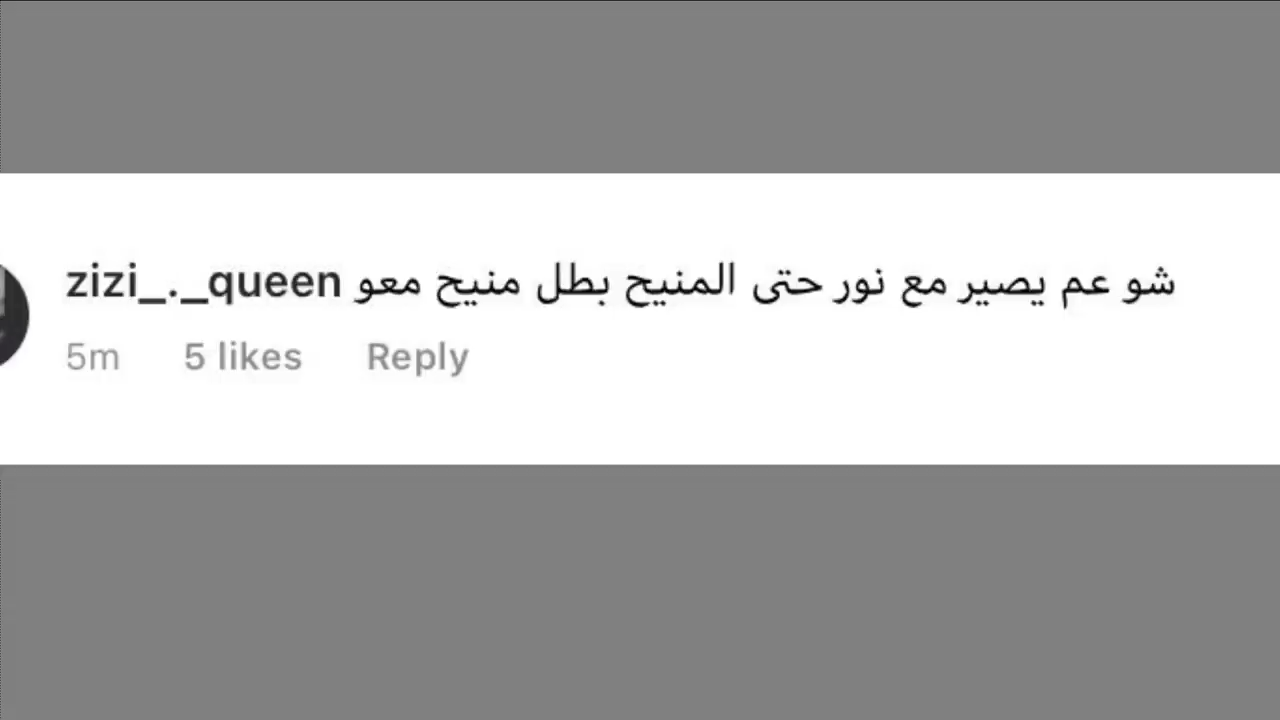 zizi_._queen شو عم يصير مع نور حتى المنيح بطل منيح معو
5m 5 likes Reply